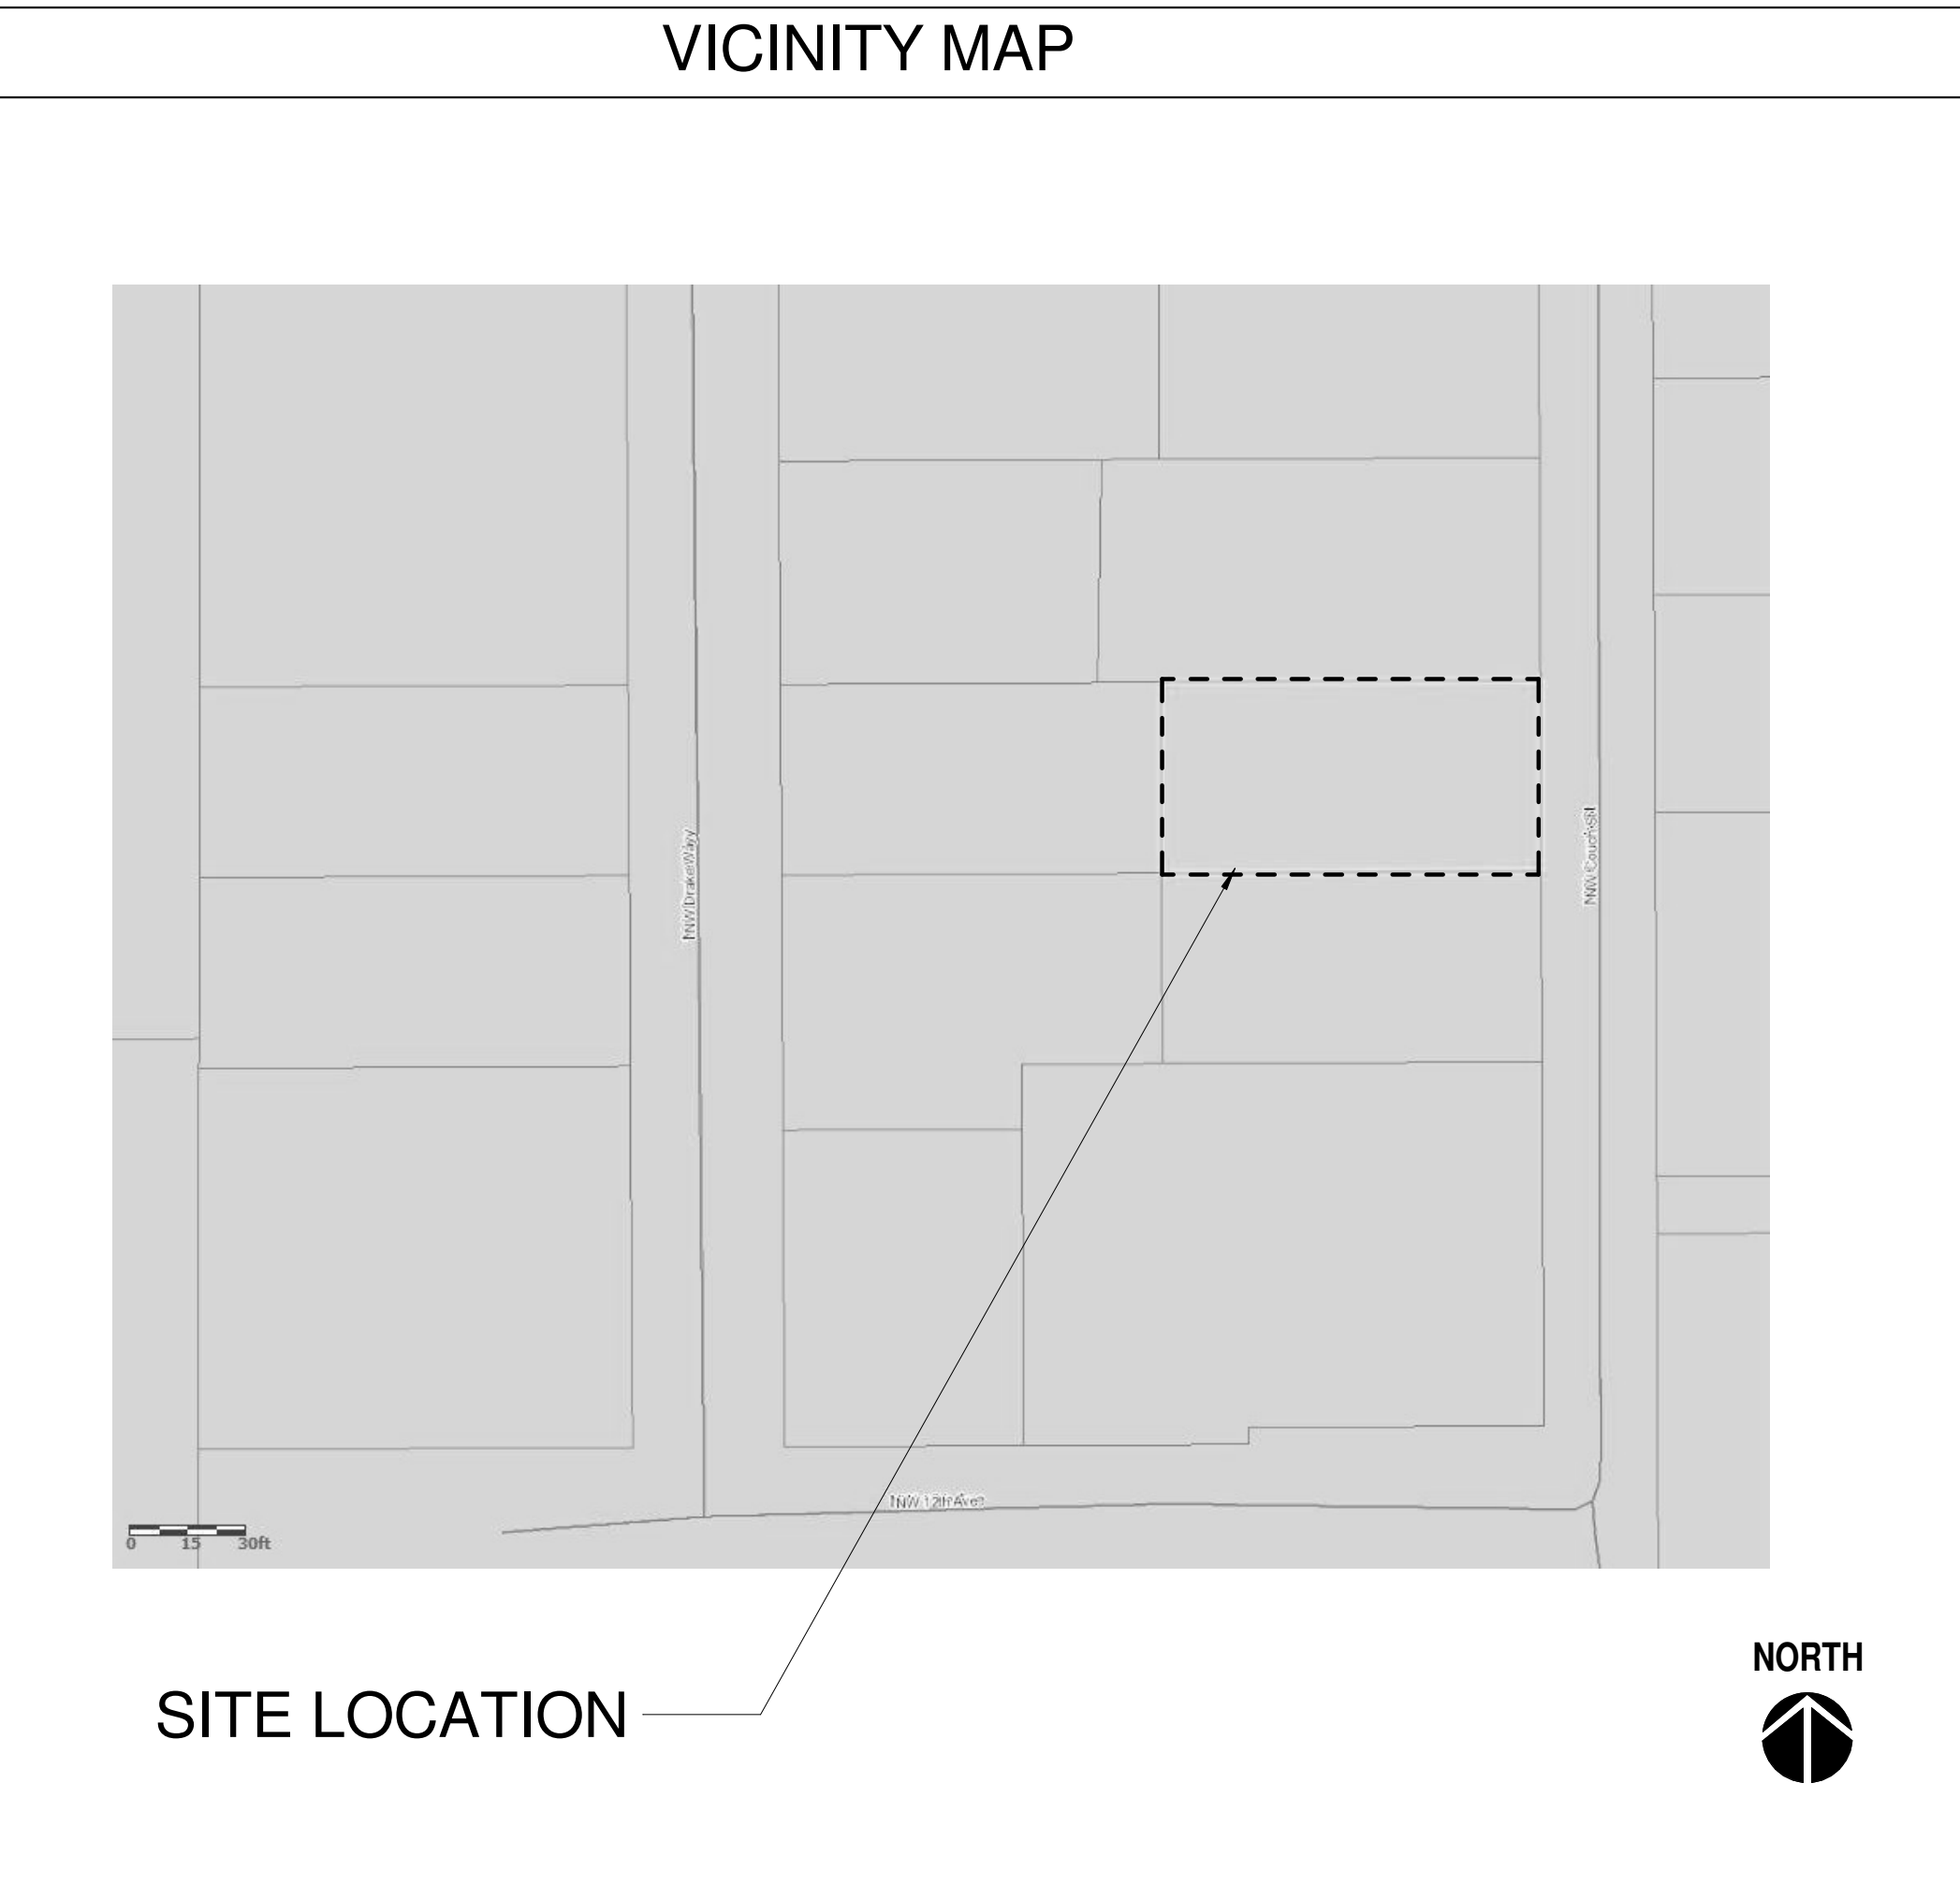 VICINITY MAP
NW Drake Way
NW Couch St
NW 12th Ave
0 15 30ft
SITE LOCATION
NORTH